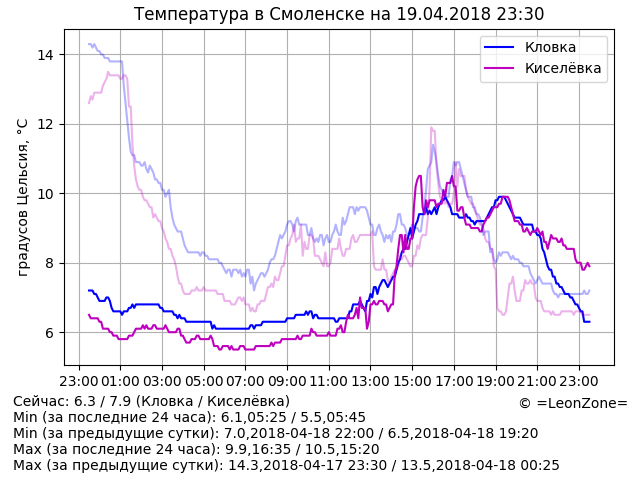 Температура в Смоленске на 19.04.2018 23:30
Кловка
Киселёвка
градусов Цельсия, °C
14
12
10
8
6
23:00 01:00 03:00 05:00 07:00 09:00 11:00 13:00 15:00 17:00 19:00 21:00 23:00
Сейчас: 6.3 / 7.9 (Кловка / Киселёвка)
© =LeonZone=
Min (за последние 24 часа): 6.1,05:25 / 5.5,05:45
Min (за предыдущие сутки): 7.0,2018-04-18 22:00 / 6.5,2018-04-18 19:20
Max (за последние 24 часа): 9.9,16:35 / 10.5,15:20
Max (за предыдущие сутки): 14.3,2018-04-17 23:30 / 13.5,2018-04-18 00:25